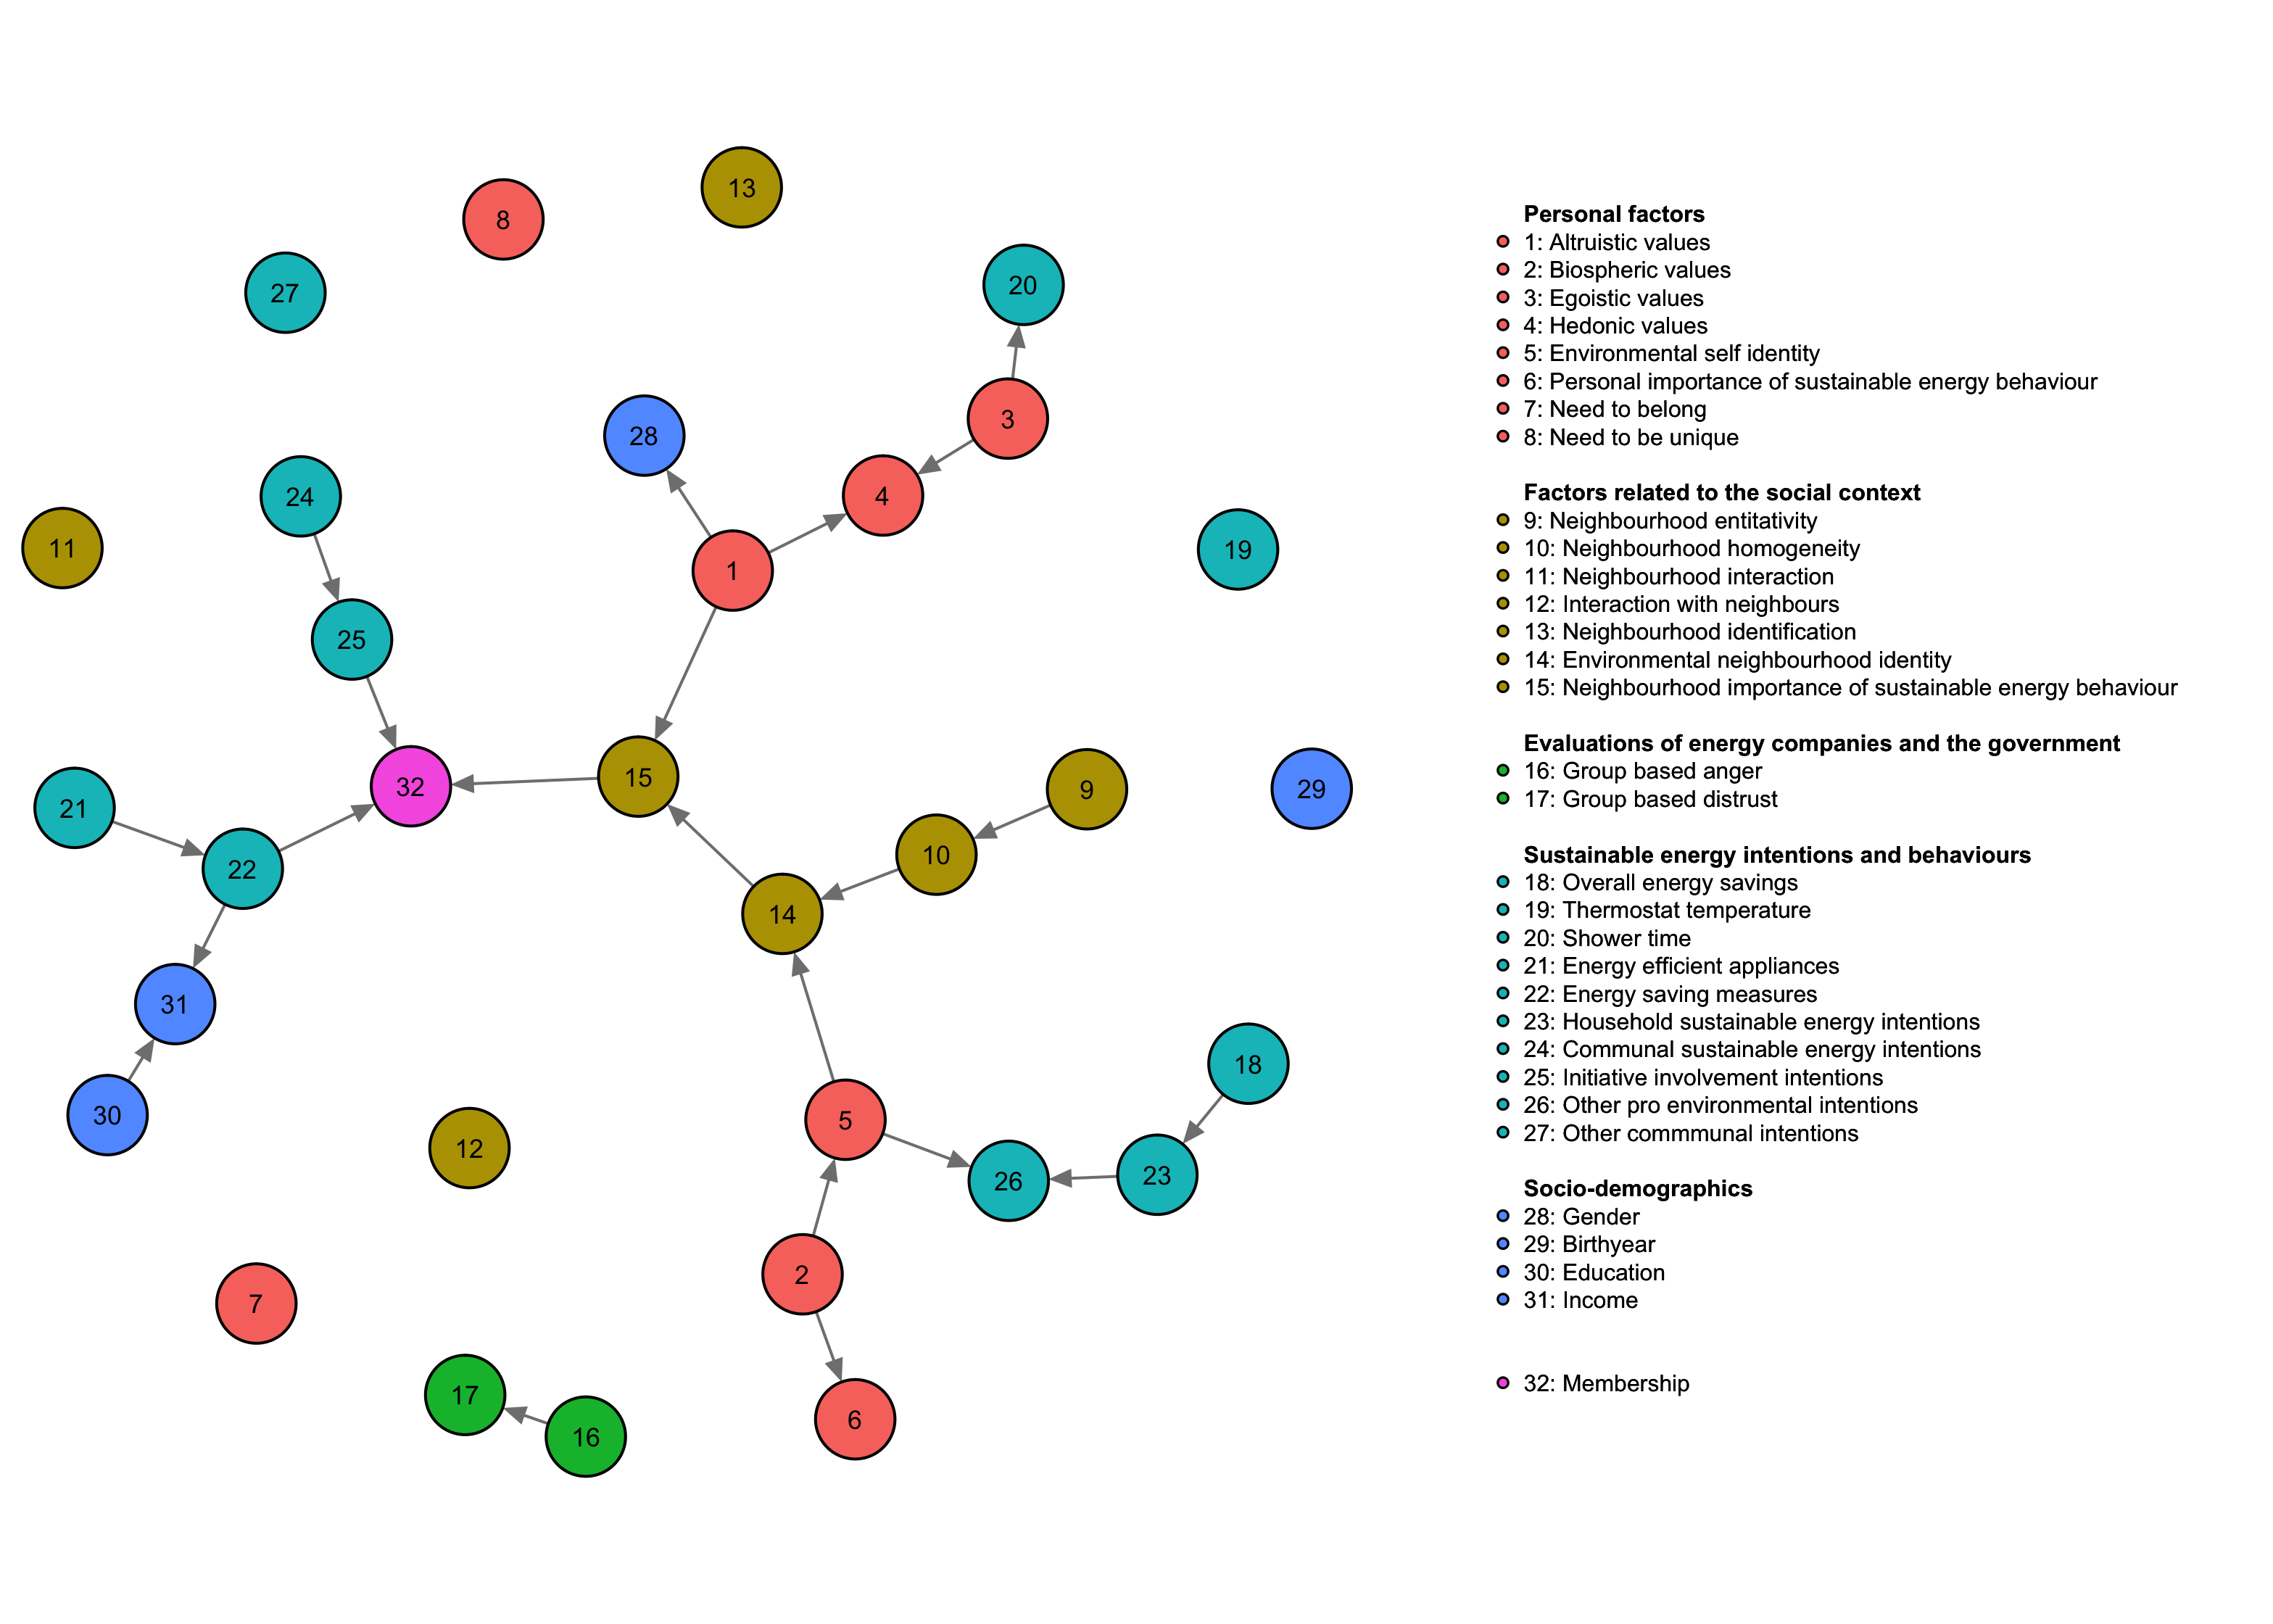 13
8
20
27
3
28
4
24
11
19
1
25
15
32
9
29
21
10
22
14
31
18
30
5
12
23
26
2
7
17
6
16
Personal factors
1: Altruistic values
2: Biospheric values
3: Egoistic values
4: Hedonic values
5: Environmental self identity
6: Personal importance of sustainable energy behaviour
7: Need to belong
8: Need to be unique
Factors related to the social context
9: Neighbourhood entitativity
10: Neighbourhood homogeneity
11: Neighbourhood interaction
12: Interaction with neighbours
13: Neighbourhood identification
14: Environmental neighbourhood identity
15: Neighbourhood importance of sustainable energy behaviour
Evaluations of energy companies and the government
16: Group based anger
17: Group based distrust
Sustainable energy intentions and behaviours
18: Overall energy savings
19: Thermostat temperature
20: Shower time
21: Energy efficient appliances
22: Energy saving measures
23: Household sustainable energy intentions
24: Communal sustainable energy intentions
25: Initiative involvement intentions
26: Other pro environmental intentions
27: Other commmunal intentions
Socio-demographics
28: Gender
29: Birthyear
30: Education
31: Income
32: Membership